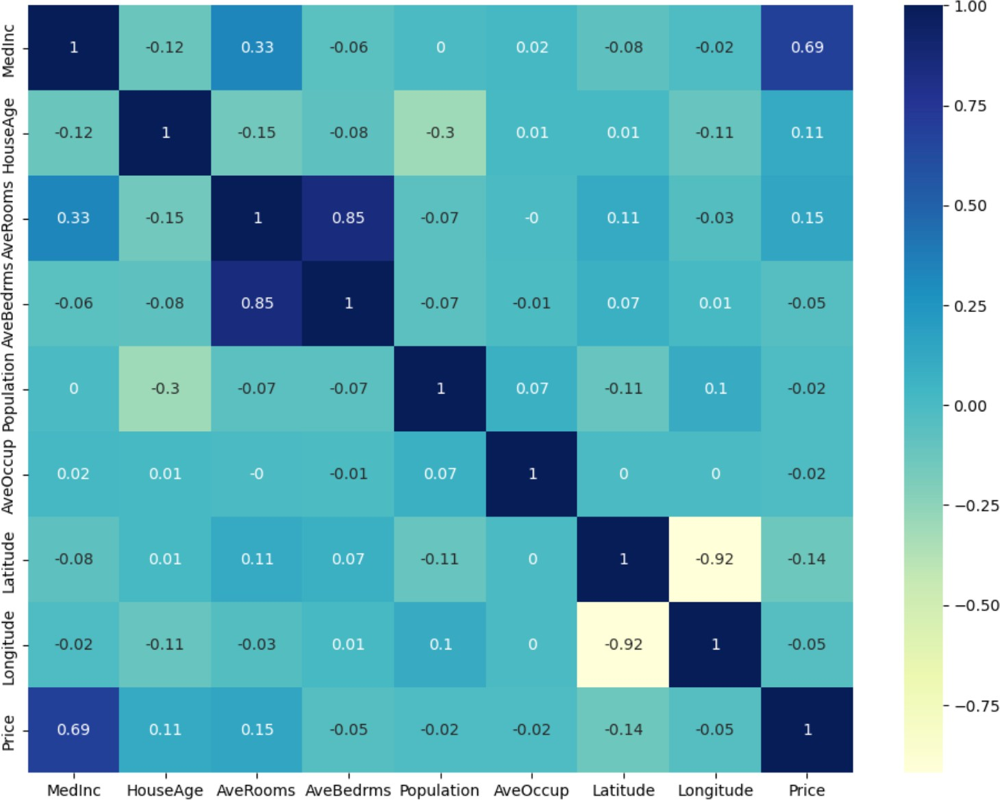 MedInc 1 -0.12 0.33 -0.06 0 0.02 -0.08 -0.02 0.69
HouseAge -0.12 1 -0.15 -0.08 -0.3 0.01 0.01 -0.11 0.11
AveRooms 0.33 -0.15 1 0.85 -0.07 -0 0.11 -0.03 0.15
AveBedrms -0.06 -0.08 0.85 1 -0.07 -0.01 0.07 0.01 -0.05
Population 0 -0.3 -0.07 -0.07 1 0.07 -0.11 0.1 -0.02
AveOccup 0.02 0.01 -0 -0.01 0.07 1 0 0 -0.02
Latitude -0.08 0.01 0.11 0.07 -0.11 0 1 -0.92 -0.14
Longitude -0.02 -0.11 -0.03 0.01 0.1 0 -0.92 1 -0.05
Price 0.69 0.11 0.15 -0.05 -0.02 -0.02 -0.14 -0.05 1
MedInc HouseAge AveRooms AveBedrms Population AveOccup Latitude Longitude Price
1.00
0.75
0.50
0.25
0.00
−0.25
−0.50
−0.75